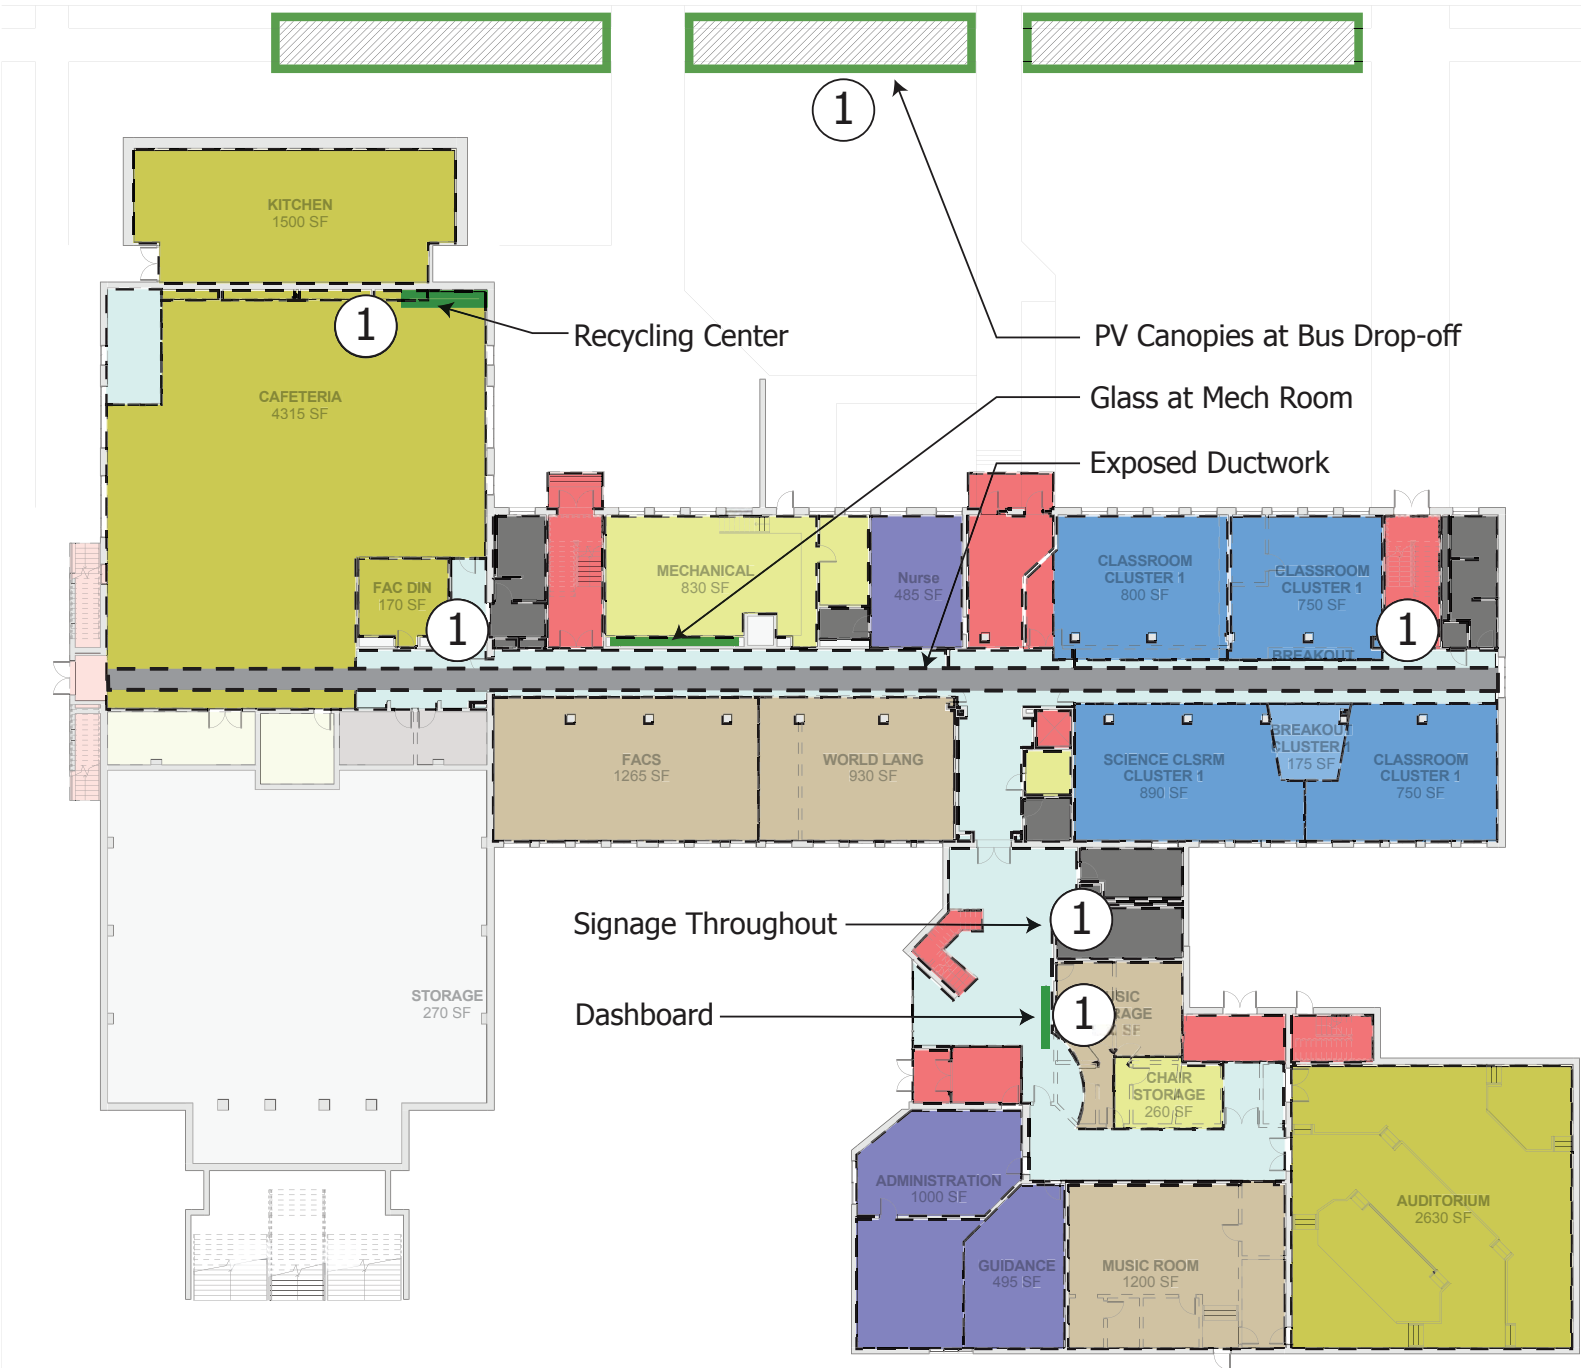 1
KITCHEN
1500 SF
1
Recycling Center
PV Canopies at Bus Drop-off
CAFETERIA
4315 SF
Glass at Mech Room
Exposed Ductwork
FAC DIN
170 SF
1
MECHANICAL
830 SF
Nurse
485 SF
CLASSROOM
CLUSTER 1
800 SF
CLASSROOM
CLUSTER 1
750 SF
1
BREAKOUT
FACS
1265 SF
WORLD LANG
930 SF
SCIENCE CLSRM
CLUSTER 1
890 SF
BREAKOUT
CLUSTER 1
175 SF
CLASSROOM
CLUSTER 1
750 SF
Signage Throughout
1
STORAGE
270 SF
Dashboard
1
SF
CHAIR
STORAGE
260 SF
ADMINISTRATION
1000 SF
AUDITORIUM
2630 SF
GUIDANCE
495 SF
MUSIC ROOM
1200 SF